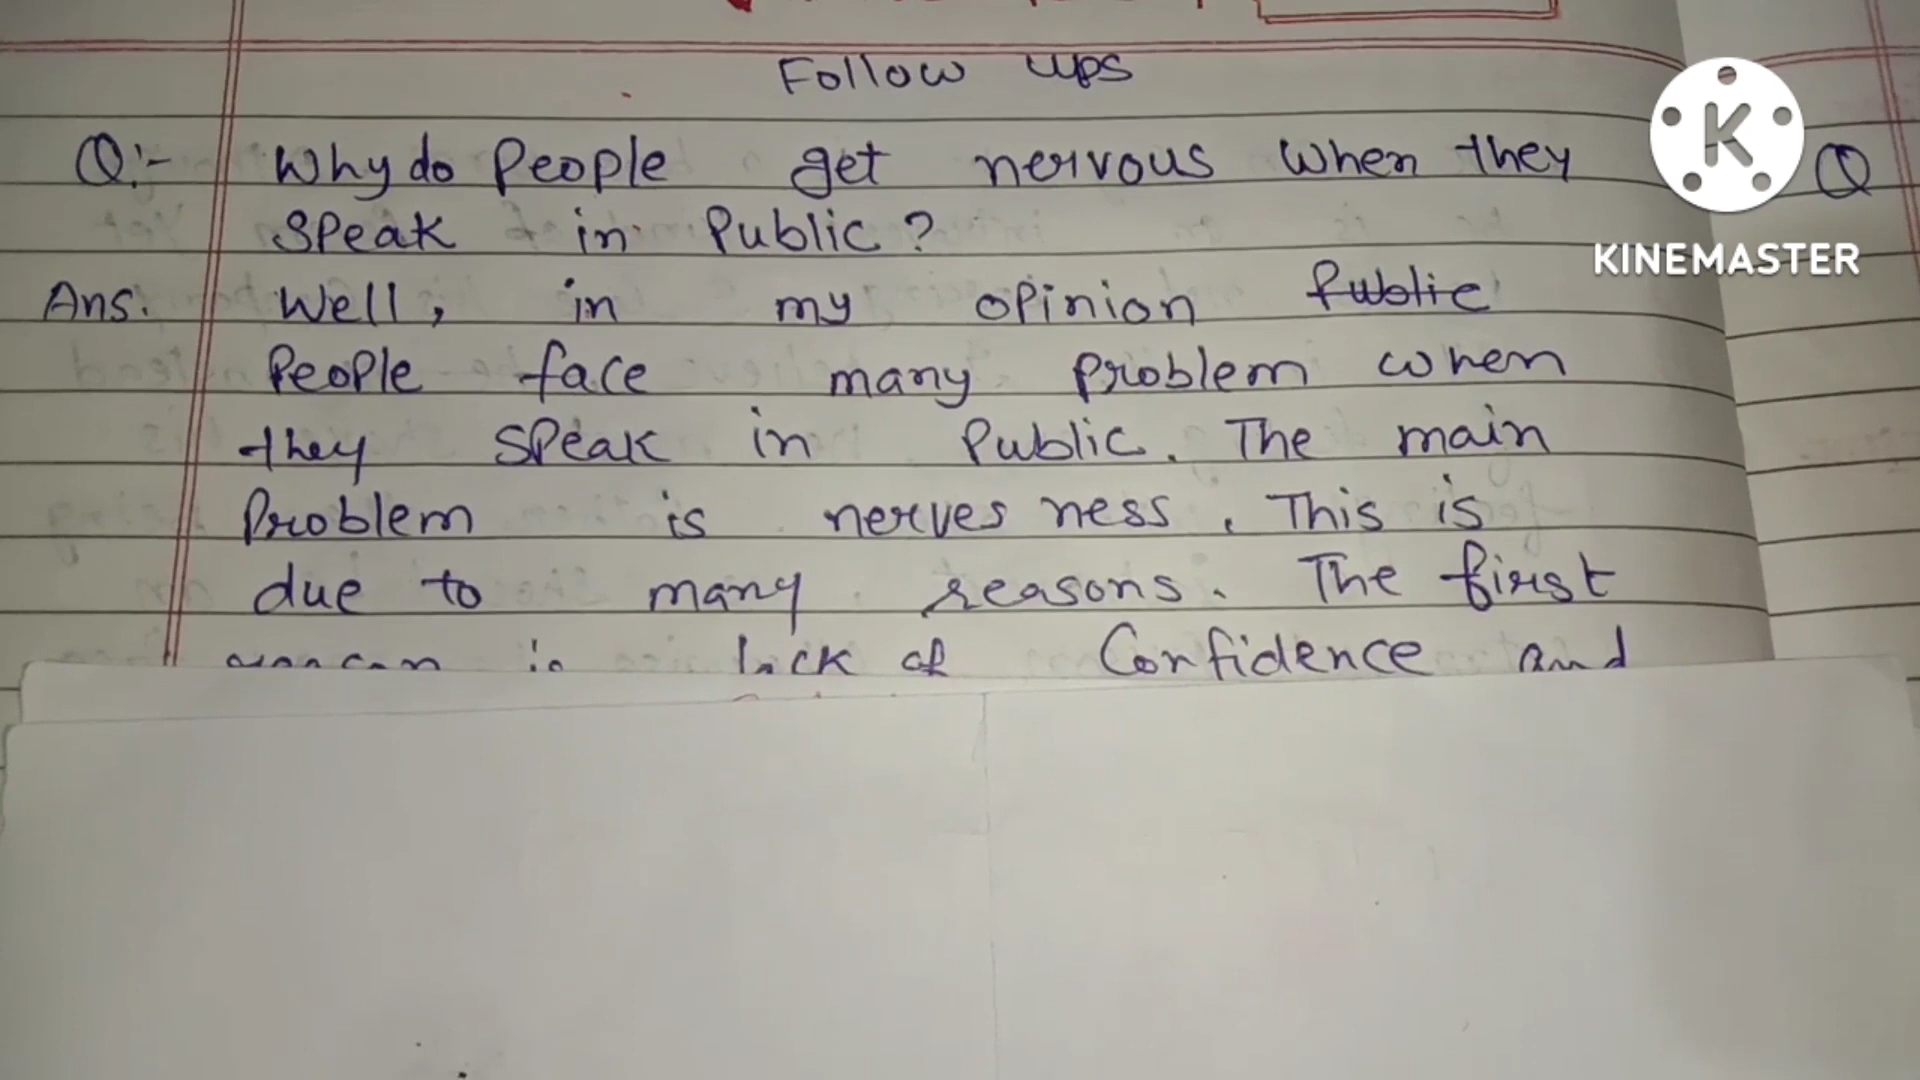 Follow ups
Q:- Why do People get nervous when they
Speak in Public?
Ans: Well, in my opinion Public
People face many Problem when
they Speak in Public. The main
Problem is nerves ness. This is
due to many reasons. The first
is lack of Confidence and
Q
KINEMASTER